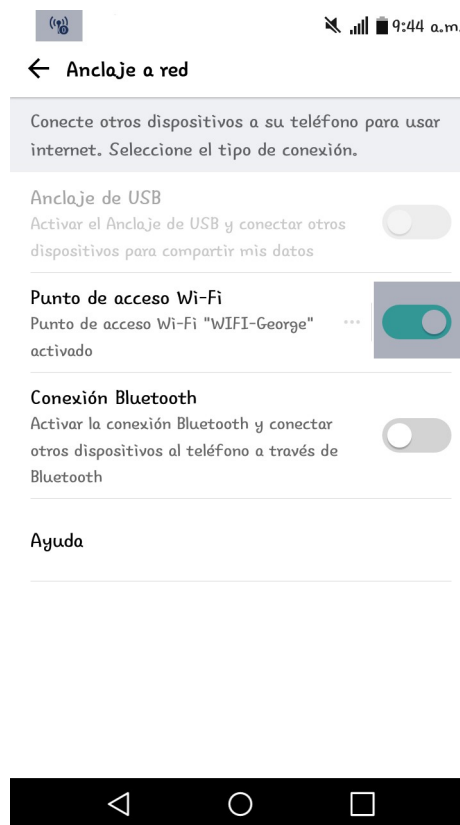 9:44 a.m.
Anclaje a red
Conecte otros dispositivos a su teléfono para usar
internet. Seleccione el tipo de conexión.
Anclaje de USB
Activar el Anclaje de USB y conectar otros
dispositivos para compartir mis datos
Punto de acceso Wi-Fi
Punto de acceso Wi-Fi "WIFI-George"
activado
Conexión Bluetooth
Activar la conexión Bluetooth y conectar
otros dispositivos al teléfono a través de
Bluetooth
Ayuda